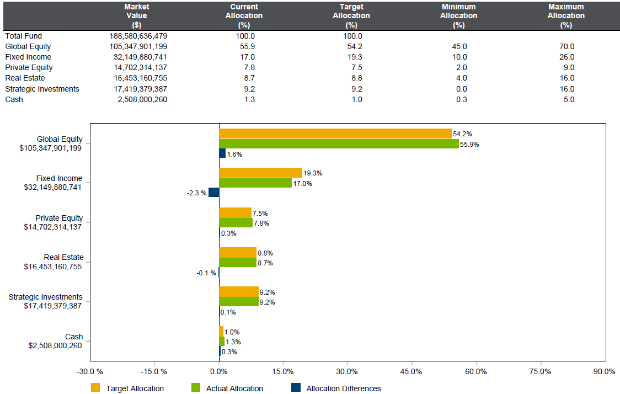 Market Value ($) Current Allocation (%) Target Allocation (%) Minimum Allocation (%) Maximum Allocation (%)
Total Fund 188,580,636,479 100.0 100.0
Global Equity 105,347,901,199 55.9 54.2 45.0 70.0
Fixed Income 32,149,880,741 17.0 19.3 10.0 26.0
Private Equity 14,702,314,137 7.8 7.5 2.0 9.0
Real Estate 16,453,160,755 8.7 8.8 4.0 16.0
Strategic Investments 17,419,379,387 9.2 9.2 0.0 16.0
Cash 2,508,000,260 1.3 1.0 0.3 5.0
Global Equity
$105,347,901,199
54.2%
55.9%
1.6%
Fixed Income
$32,149,880,741
19.3%
17.0%
-2.3 %
Private Equity
$14,702,314,137
7.5%
7.8%
0.3%
Real Estate
$16,453,160,755
8.8%
8.7%
-0.1 %
Strategic Investments
$17,419,379,387
9.2%
9.2%
0.1%
Cash
$2,508,000,260
1.0%
1.3%
0.3%
-30.0 % -15.0 % 0.0% 15.0% 30.0% 45.0% 60.0% 75.0% 90.0%
Target Allocation Actual Allocation Allocation Differences